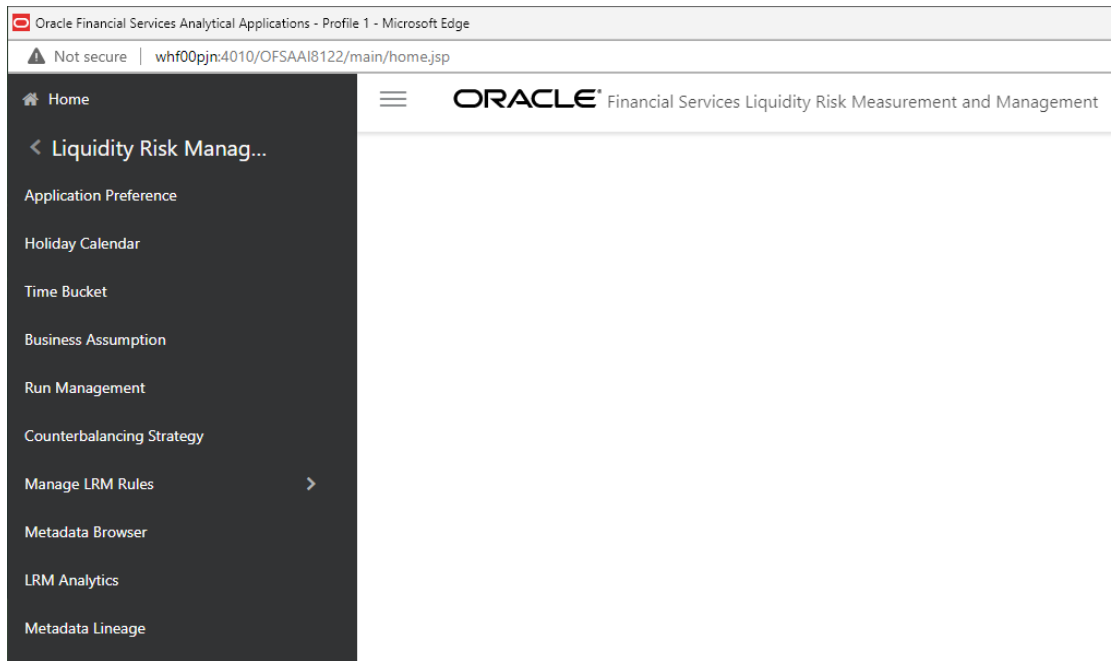 Oracle Financial Services Analytical Applications - Profile 1 - Microsoft Edge
Not secure | whf00pjn:4010/OFSAAI8122/main/home.jsp
Home
ORACLE® Financial Services Liquidity Risk Measurement and Management
Liquidity Risk Manag...
Application Preference
Holiday Calendar
Time Bucket
Business Assumption
Run Management
Counterbalancing Strategy
Manage LRM Rules
Metadata Browser
LRM Analytics
Metadata Lineage